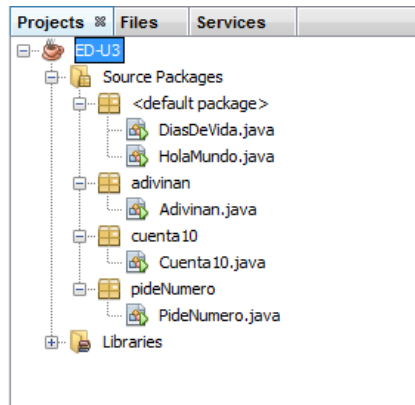 Projects Files Services
ED-U3
Source Packages
<default package>
DiasDeVida.java
HolaMundo.java
adivinan
Adivinan.java
cuenta10
Cuenta10.java
pideNumero
PideNumero.java
Libraries